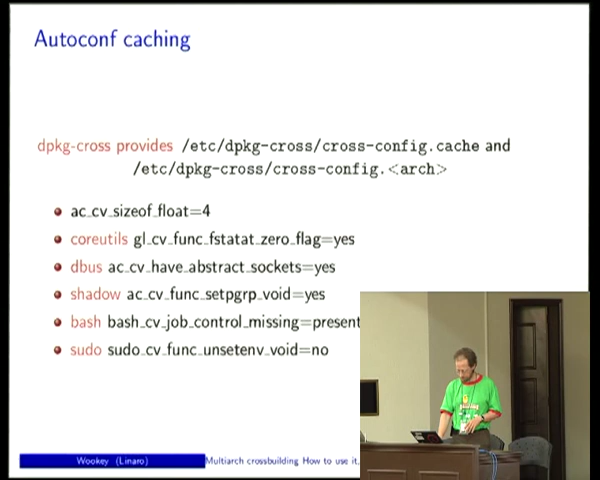 Autoconf caching
dpkg-cross provides /etc/dpkg-cross/cross-config.cache and
/etc/dpkg-cross/cross-config.<arch>
ac_cv_sizeof_float=4
coreutils gl_cv_func_fstatat_zero_flag=yes
dbus ac_cv_have_abstract_sockets=yes
shadow ac_cv_func_setpgrp_void=yes
bash bash_cv_job_control_missing=present
sudo sudo_cv_func_unsetenv_void=no
Wookey (Linaro)
Multiarch crossbuilding How to use it.